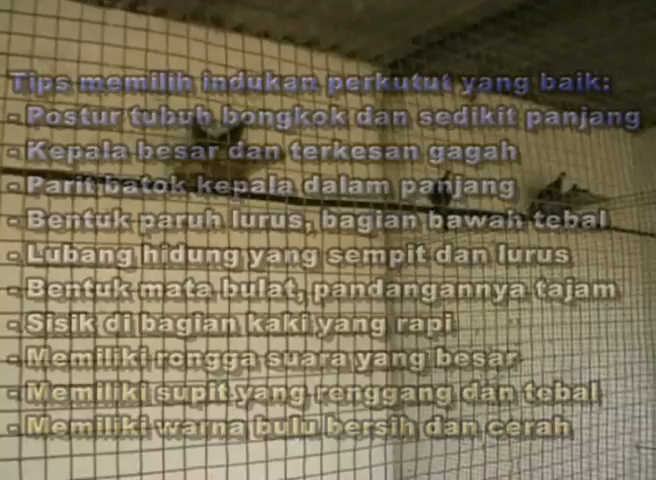 Tips memilih indukan perkutut yang baik:
- Postur tubuh bongkok dan sedikit panjang
- Kepala besar dan terkesan gagah
- Parit batok kepala dalam panjang
- Bentuk paruh lurus, bagian bawah tebal
- Lubang hidung yang sempit dan lurus
- Bentuk mata bulat, pandangannya tajam
- Sisik di bagian kaki yang rapi
- Memiliki rongga suara yang besar
- Memiliki supit yang renggang dan tebal
- Memiliki warna bulu bersih dan cerah